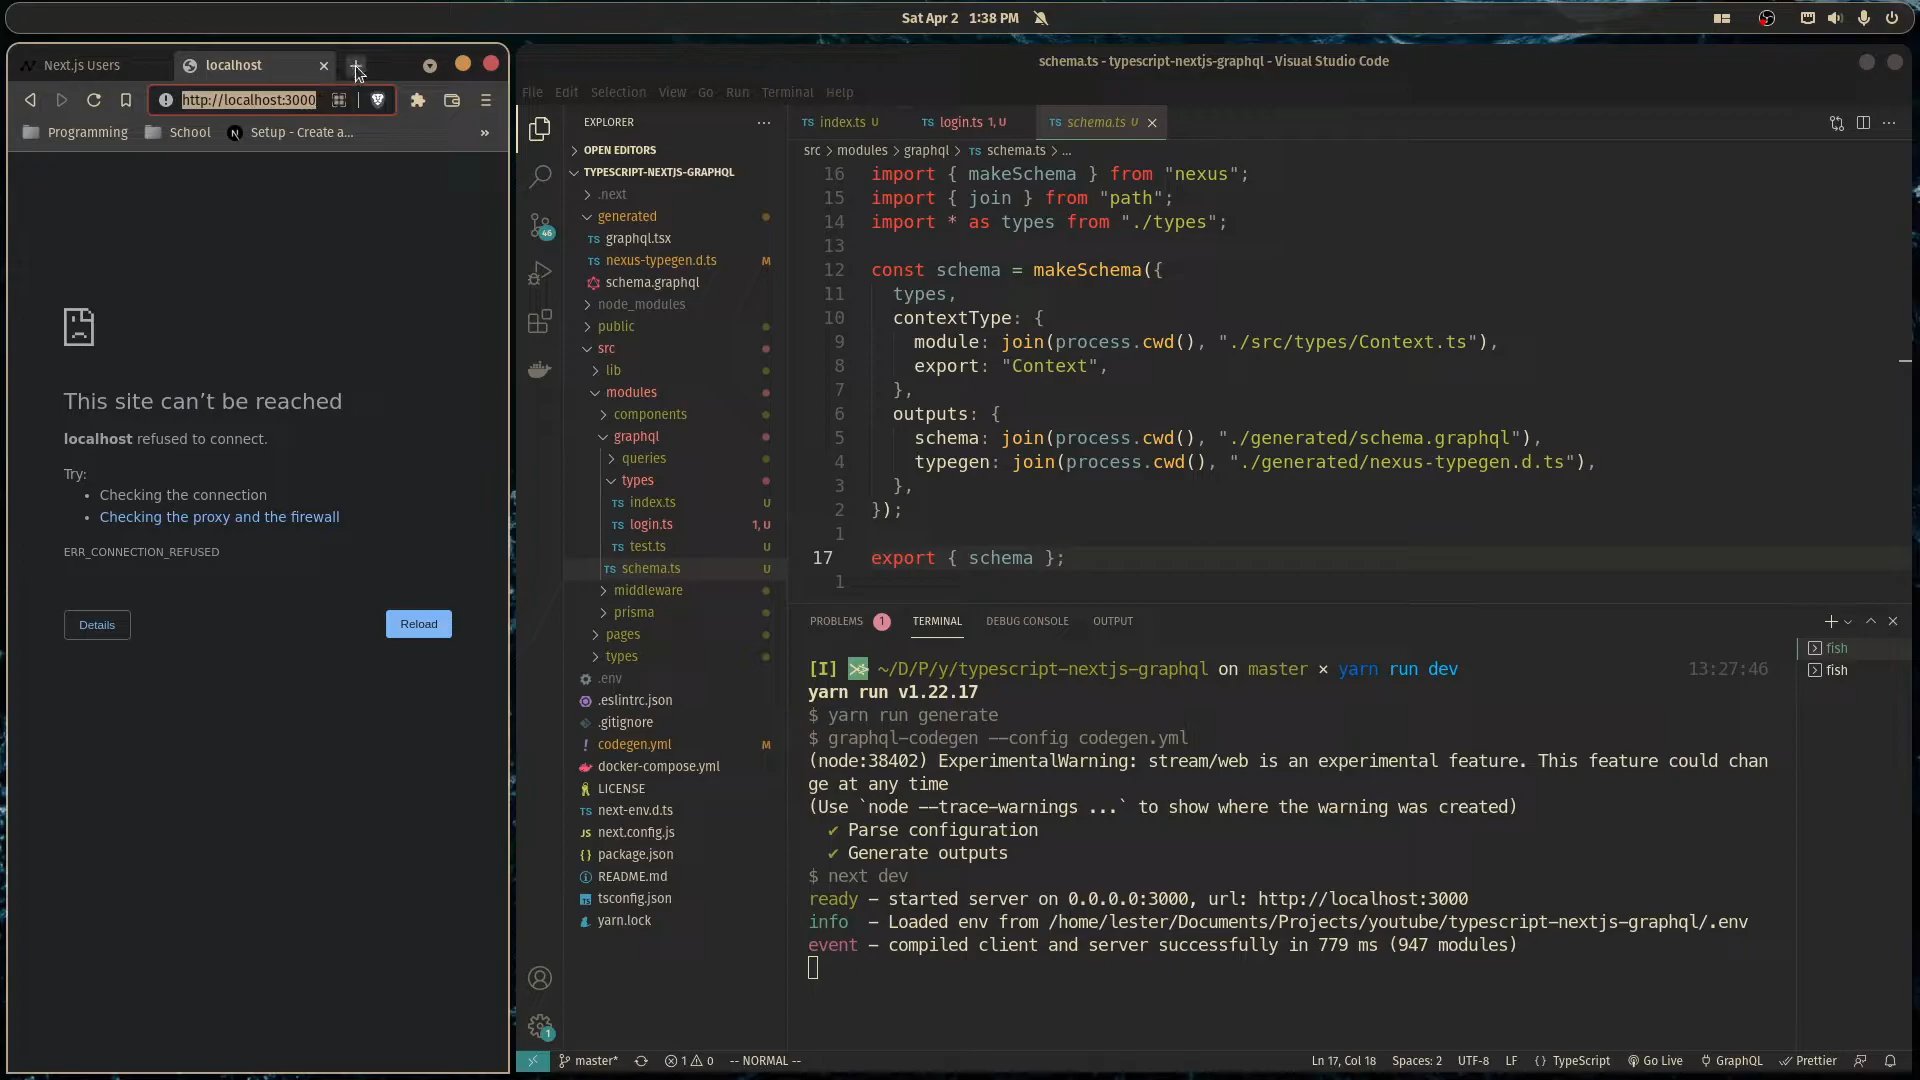 Sat Apr 2 1:38 PM
Next.js Users
localhost
http://localhost:3000
Programming
School
Setup - Create a...
»
This site can’t be reached
localhost refused to connect.
Try:
• Checking the connection
• Checking the proxy and the firewall
ERR_CONNECTION_REFUSED
Details
Reload
schema.ts - typescript-nextjs-graphql - Visual Studio Code
File Edit Selection View Go Run Terminal Help
46
1
EXPLORER
OPEN EDITORS
TYPESCRIPT-NEXTJS-GRAPHQL
.next
generated
TS graphql.tsx
TS nexus-typegen.d.ts M
schema.graphql
node_modules
public
src
lib
modules
components
graphql
queries
types
TS index.ts U
TS login.ts 1, U
TS test.ts U
TS schema.ts U
middleware
prisma
pages
types
.env
.eslintrc.json
.gitignore
! codegen.yml M
docker-compose.yml
LICENSE
TS next-env.d.ts
JS next.config.js
{ } package.json
README.md
tsconfig.json
yarn.lock
TS index.ts U
TS login.ts 1, U
TS schema.ts U
src > modules > graphql > TS schema.ts > ...
16 import { makeSchema } from "nexus";
15 import { join } from "path";
14 import * as types from "./types";
13
12 const schema = makeSchema({
11 types,
10 contextType: {
9 module: join(process.cwd(), "./src/types/Context.ts"),
8 export: "Context",
7 },
6 outputs: {
5 schema: join(process.cwd(), "./generated/schema.graphql"),
4 typegen: join(process.cwd(), "./generated/nexus-typegen.d.ts"),
3 },
2 });
1
17 export { schema };
1
PROBLEMS 1 TERMINAL DEBUG CONSOLE OUTPUT
fish
fish
[I] ~/D/P/y/typescript-nextjs-graphql on master × yarn run dev 13:27:46
yarn run v1.22.17
$ yarn run generate
$ graphql-codegen --config codegen.yml
(node:38402) ExperimentalWarning: stream/web is an experimental feature. This feature could chan
ge at any time
(Use `node --trace-warnings ...` to show where the warning was created)
✔ Parse configuration
✔ Generate outputs
$ next dev
ready - started server on 0.0.0.0:3000, url: http://localhost:3000
info - Loaded env from /home/lester/Documents/Projects/youtube/typescript-nextjs-graphql/.env
event - compiled client and server successfully in 779 ms (947 modules)
master* 1 0 -- NORMAL -- Ln 17, Col 18 Spaces: 2 UTF-8 LF { } TypeScript Go Live GraphQL Prettier